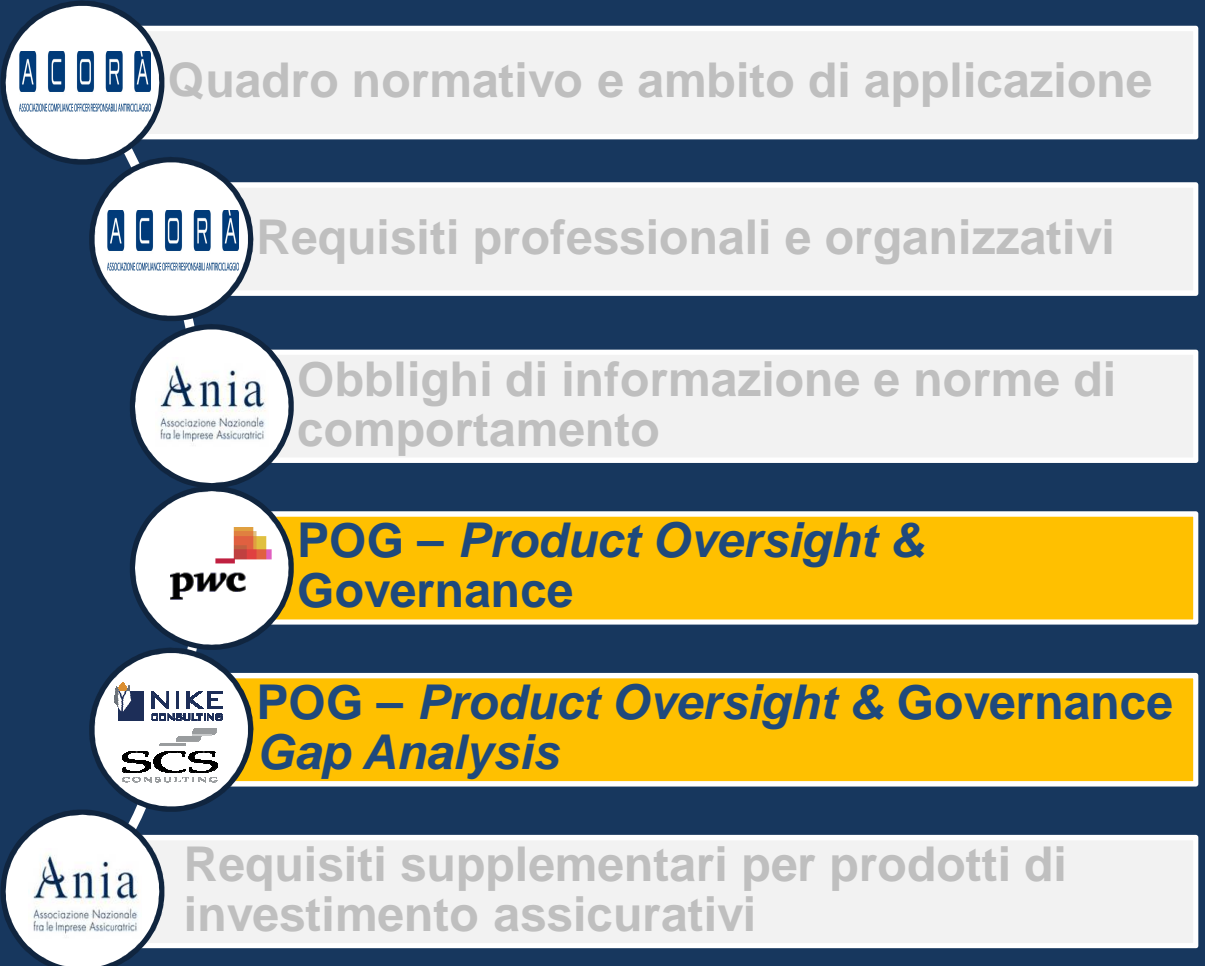 ACORÀ
ASSOCIAZIONE COMPLIANCE OFFICER RESPONSABILI ANTIRICICLAGGIO
Quadro normativo e ambito di applicazione
ACORÀ
ASSOCIAZIONE COMPLIANCE OFFICER RESPONSABILI ANTIRICICLAGGIO
Requisiti professionali e organizzativi
Ania
Associazione Nazionale
fra le Imprese Assicuratrici
Obblighi di informazione e norme di
comportamento
pwc
POG – Product Oversight &
Governance
NIKE
CONSULTING
SCS
CONSULTING
POG – Product Oversight & Governance
Gap Analysis
Ania
Associazione Nazionale
fra le Imprese Assicuratrici
Requisiti supplementari per prodotti di
investimento assicurativi